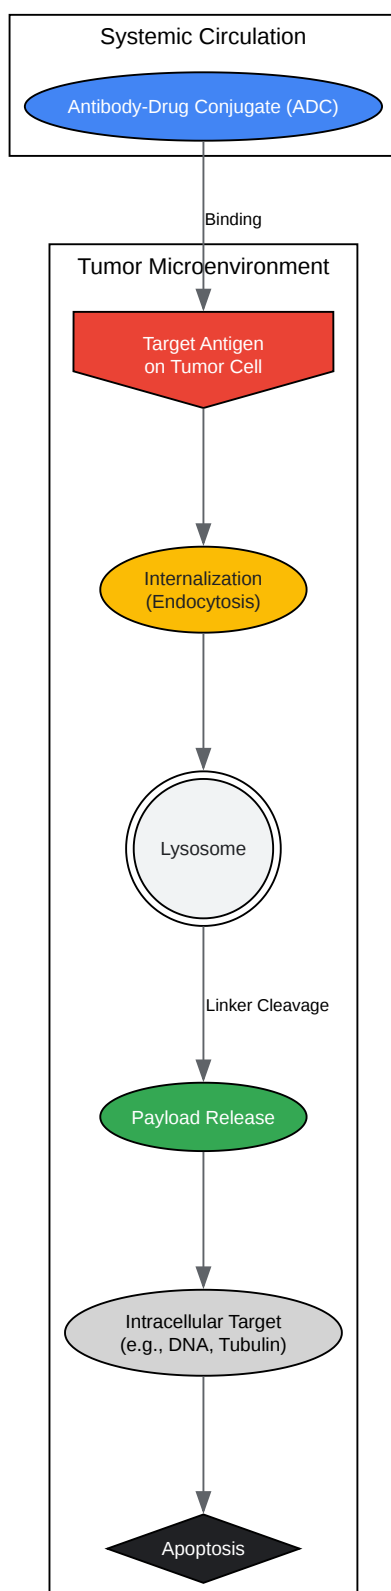 Systemic Circulation
Antibody-Drug Conjugate (ADC)
Binding
Tumor Microenvironment
Target Antigen
on Tumor Cell
Internalization
(Endocytosis)
Lysosome
Linker Cleavage
Payload Release
Intracellular Target
(e.g., DNA, Tubulin)
Apoptosis